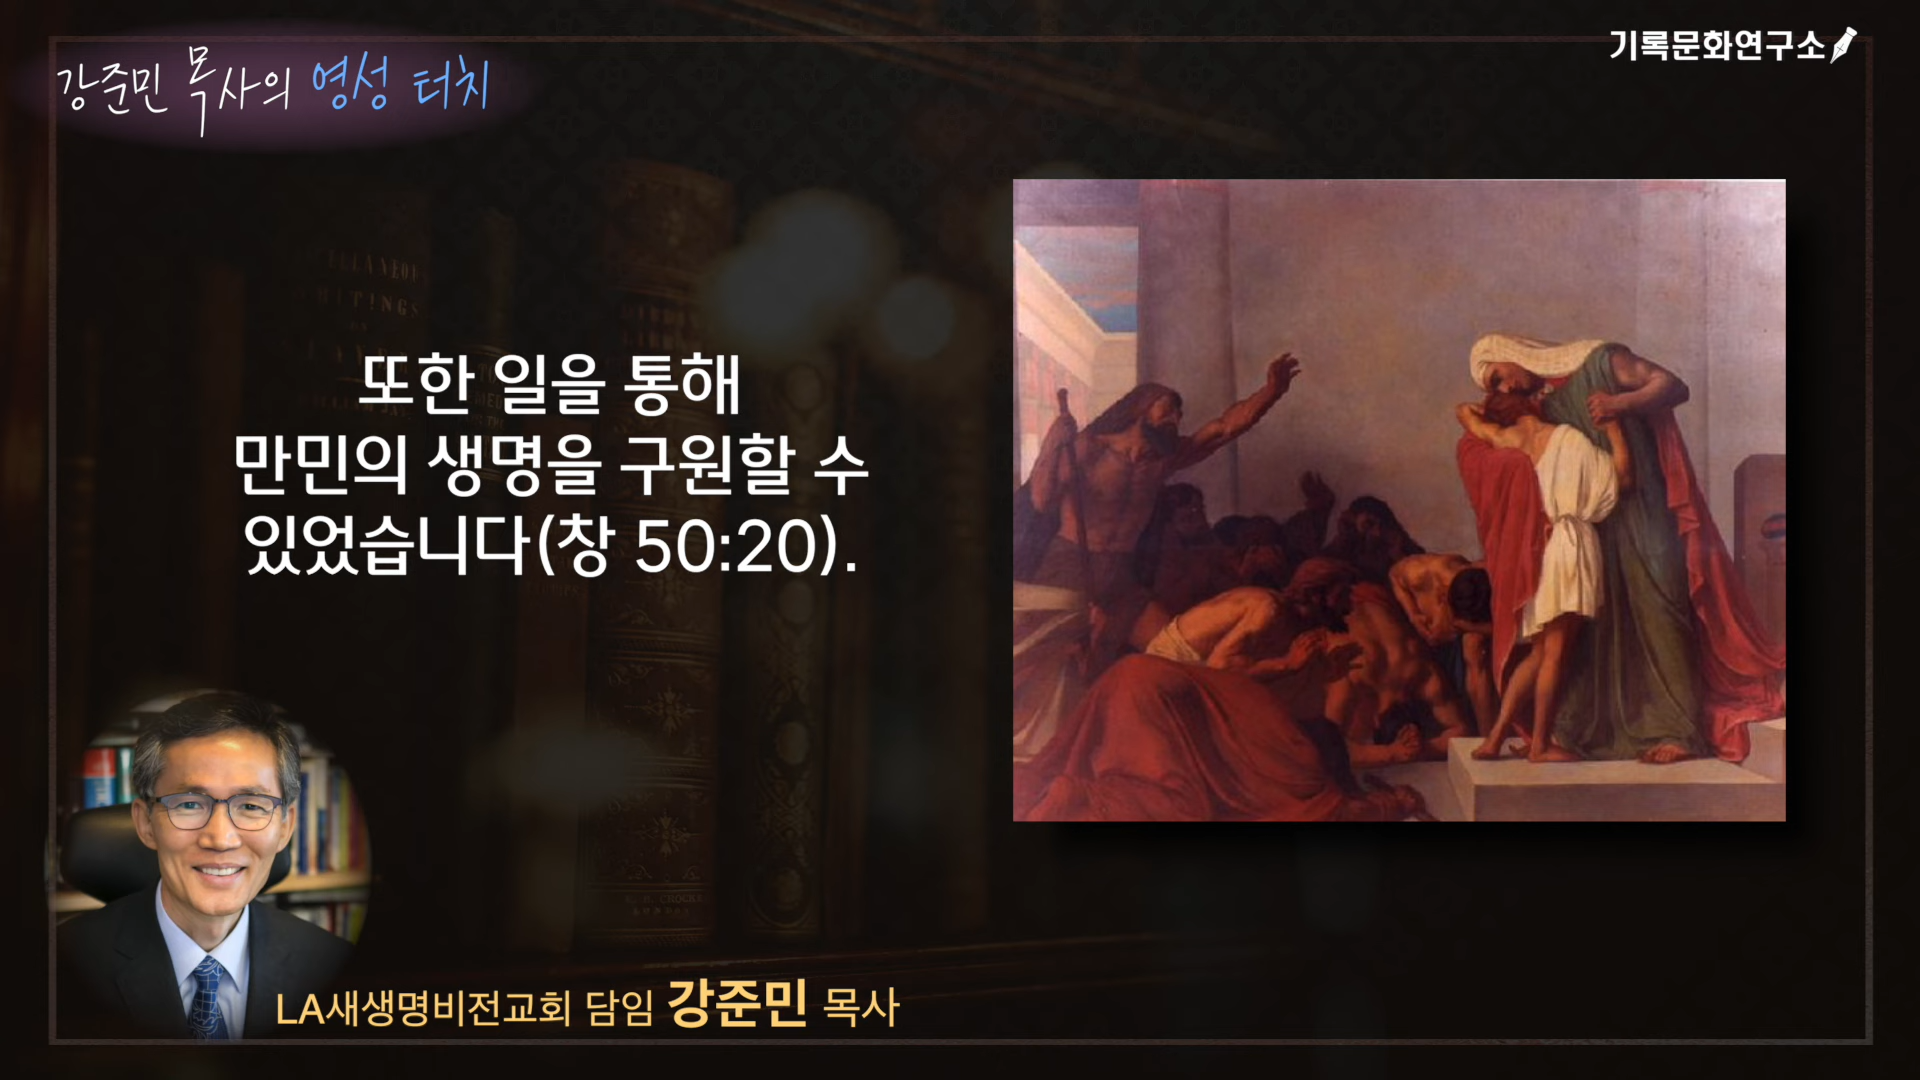 강준민 목사의 영성 터치
기록문화연구소
또한 일을 통해
만민의 생명을 구원할 수
있었습니다(창 50:20).
LA새생명비전교회 담임 강준민 목사